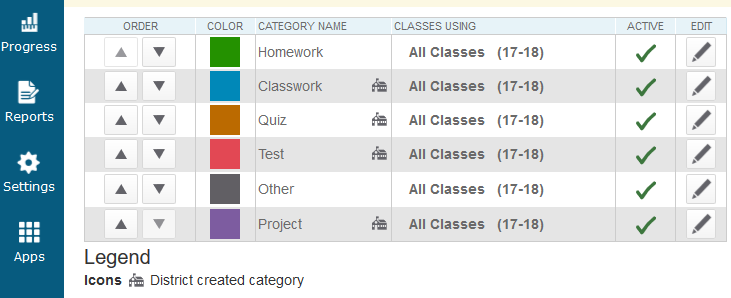 Progress
Reports
Settings
Apps
ORDER COLOR CATEGORY NAME CLASSES USING ACTIVE EDIT
Homework All Classes (17-18)
Classwork All Classes (17-18)
Quiz All Classes (17-18)
Test All Classes (17-18)
Other All Classes (17-18)
Project All Classes (17-18)
Legend
Icons District created category